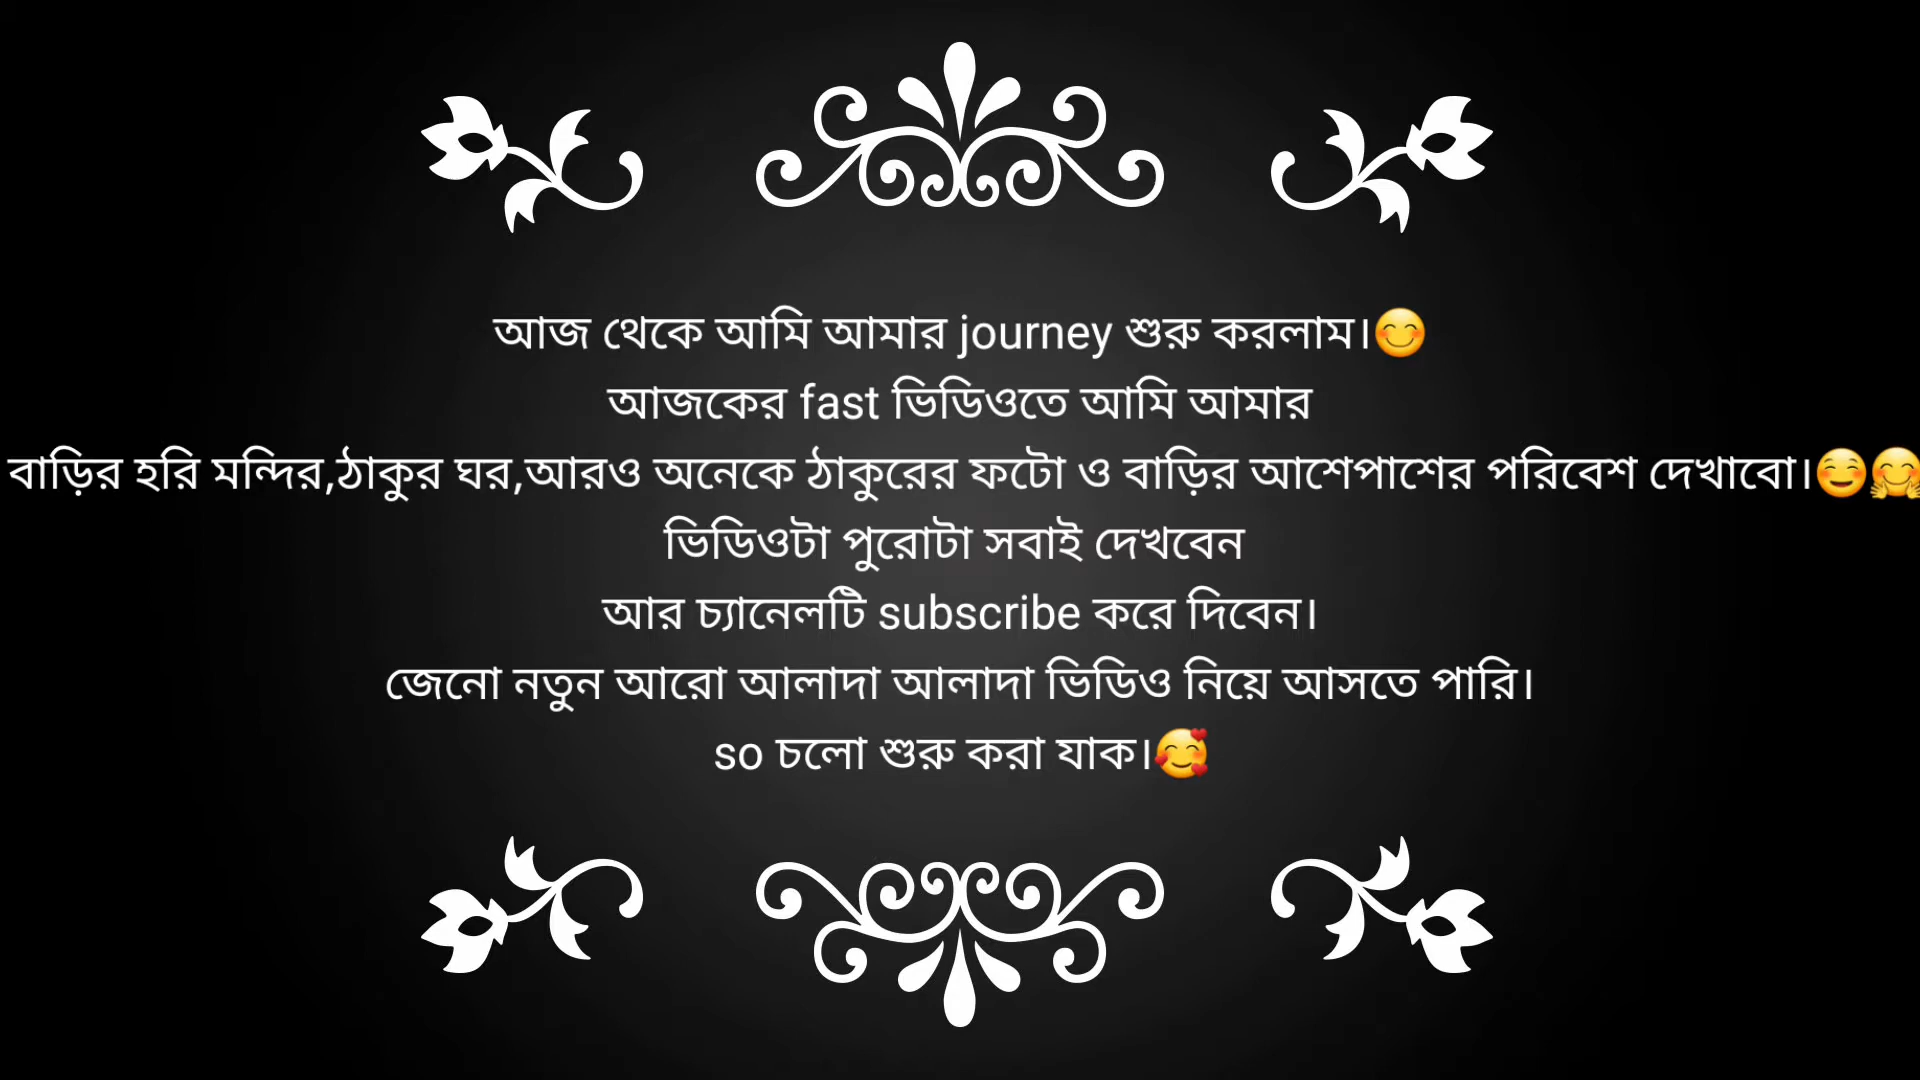 আজ থেকে আমি আমার journey শুরু করলাম।😊
আজকের fast ভিডিওতে আমি আমার
বাড়ির হরি মন্দির,ঠাকুর ঘর,আরও অনেকে ঠাকুরের ফটো ও বাড়ির আশেপাশের পরিবেশ দেখাবো।☺️🤗
ভিডিওটা পুরোটা সবাই দেখবেন
আর চ্যানেলটি subscribe করে দিবেন।
জেনো নতুন আরো আলাদা আলাদা ভিডিও নিয়ে আসতে পারি।
so চলো শুরু করা যাক।🥰